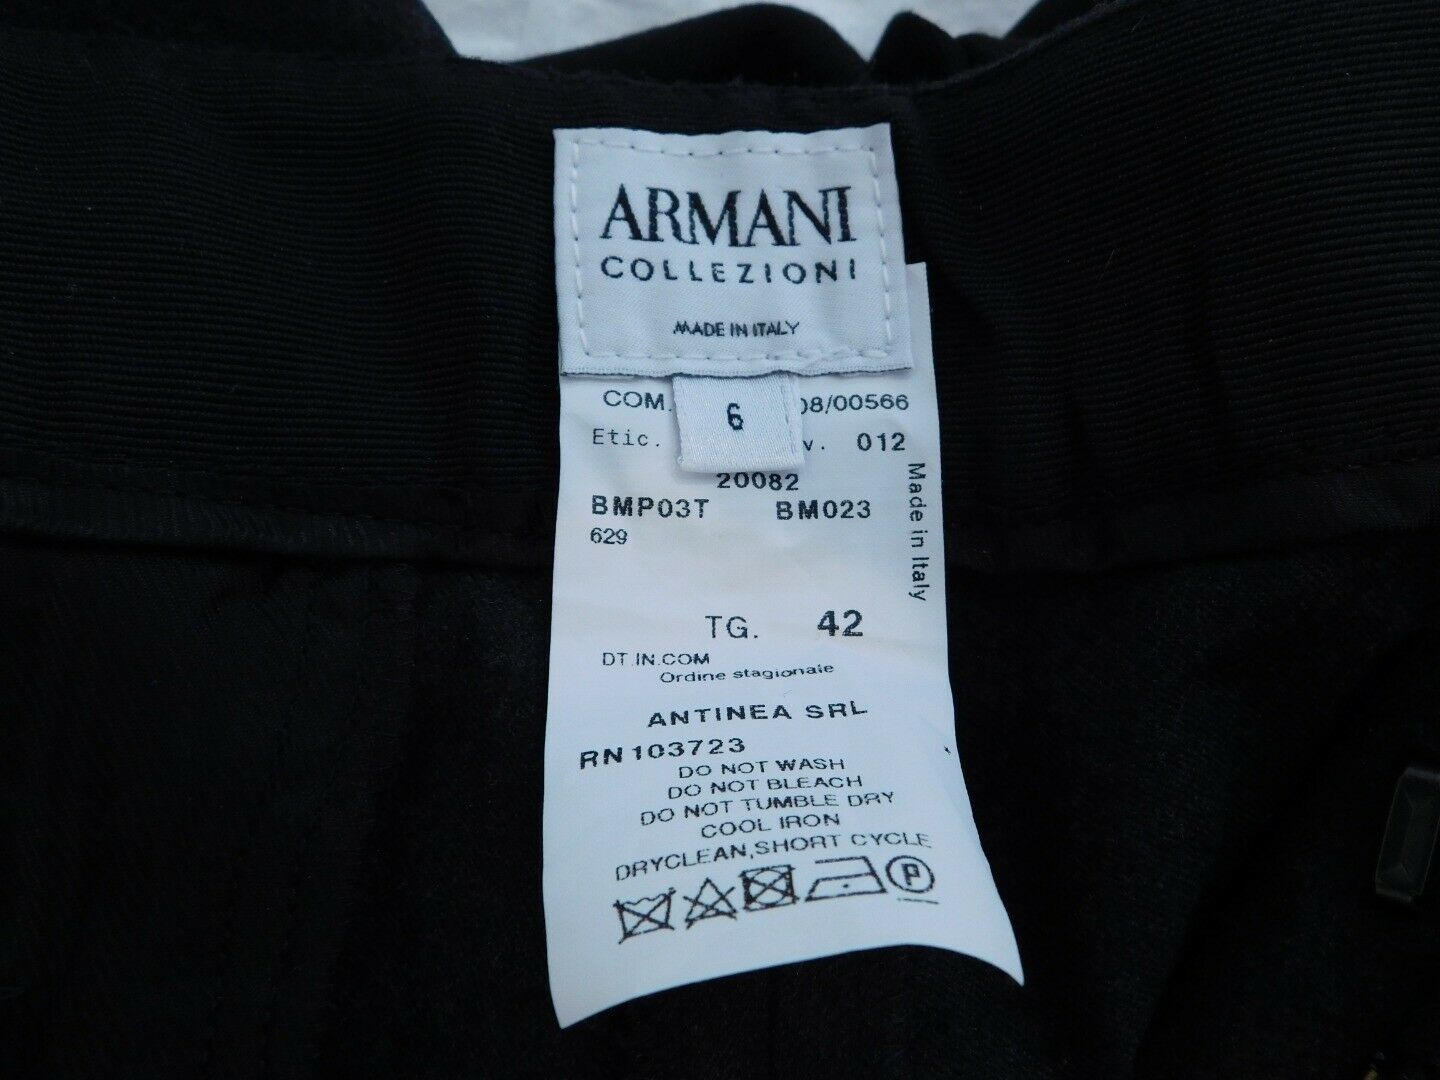 ARMANI
COLLEZIONI
MADE IN ITALY
6
COM. 08/00566
Etic. v. 012
20082
BMP03T BM023
629
Made in Italy
TG. 42
DT.IN.COM
Ordine stagionale
ANTINEA SRL
RN103723
DO NOT WASH
DO NOT BLEACH
DO NOT TUMBLE DRY
COOL IRON
DRYCLEAN,SHORT CYCLE
P